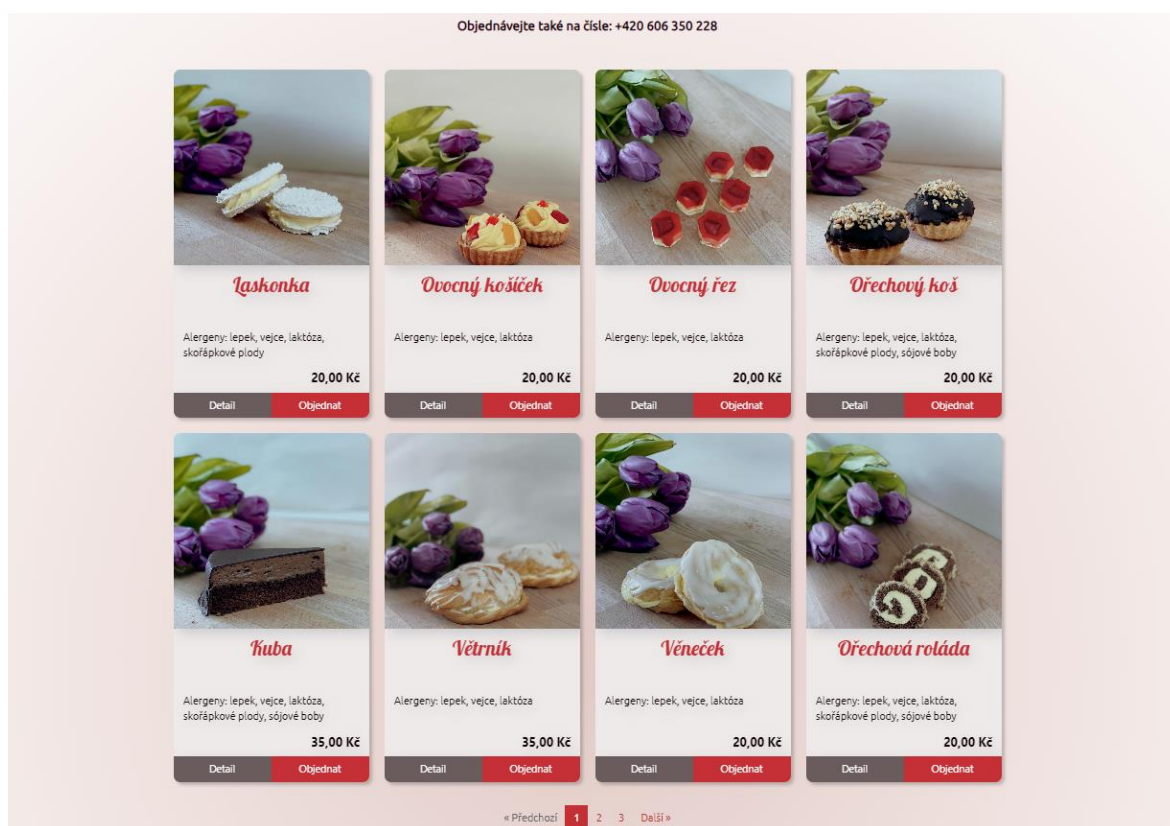 Objednávejte také na čísle: +420 606 350 228
Laskonka
Alergeny: lepek, vejce, laktóza,
skořápkové plody
20,00 Kč
Detail
Objednat
Ovocný košíček
Alergeny: lepek, vejce, laktóza
20,00 Kč
Detail
Objednat
Ovocný řez
Alergeny: lepek, vejce, laktóza
20,00 Kč
Detail
Objednat
Ořechový koš
Alergeny: lepek, vejce, laktóza,
skořápkové plody, sójové boby
20,00 Kč
Detail
Objednat
Kuba
Alergeny: lepek, vejce, laktóza,
skořápkové plody, sójové boby
35,00 Kč
Detail
Objednat
Větrník
Alergeny: lepek, vejce, laktóza
35,00 Kč
Detail
Objednat
Věneček
Alergeny: lepek, vejce, laktóza
20,00 Kč
Detail
Objednat
Ořechová roláda
Alergeny: lepek, vejce, laktóza,
skořápkové plody, sójové boby
20,00 Kč
Detail
Objednat
« Předchozí 1 2 3 Další »